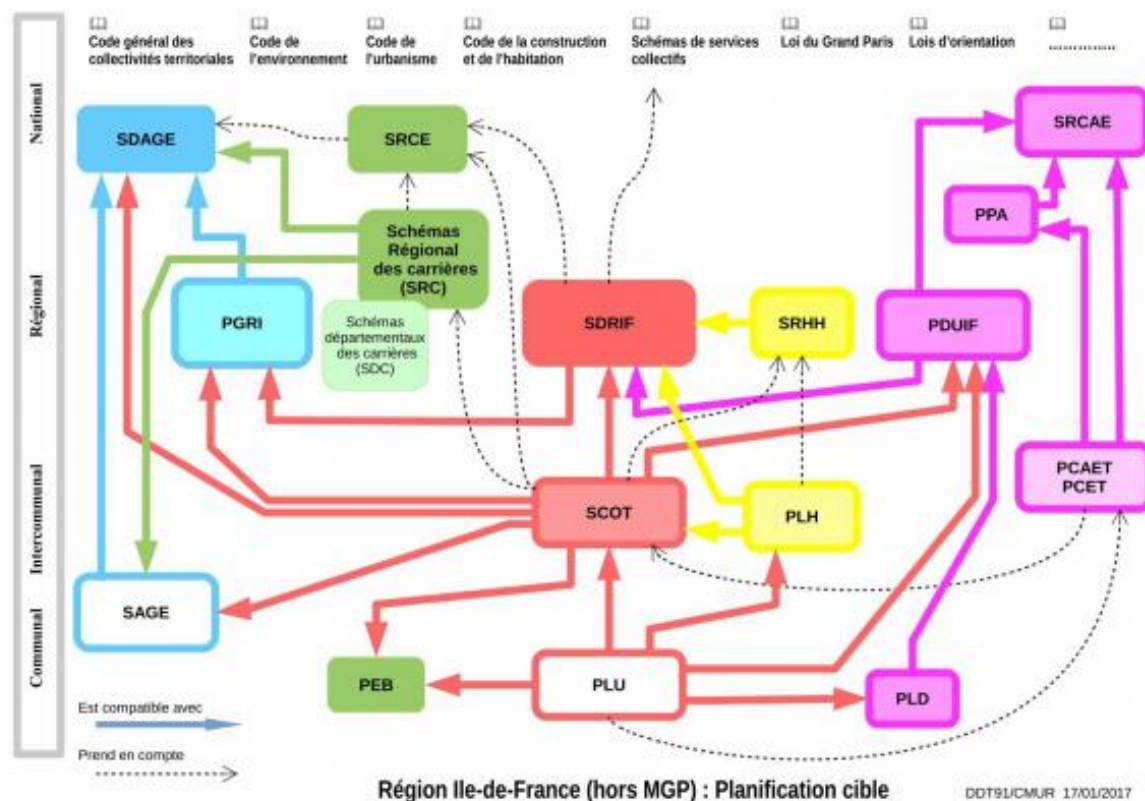 Code général des
collectivités territoriales
Code de
l'environnement
Code de
l'urbanisme
Code de la construction
et de l'habitation
Schémas de services
collectifs
Loi du Grand Paris
Lois d'orientation
....................
National
SDAGE
SRCE
SRCAE
PPA
Schémas
Régional
des carrières
(SRC)
Régional
PGRI
Schémas
départementaux
des carrières
(SDC)
SDRIF
SRHH
PDUIF
Intercommunal
SCOT
PLH
PCAET
PCET
SAGE
Communal
PEB
PLU
PLD
Est compatible avec
Prend en compte
Région Ile-de-France (hors MGP) : Planification cible
DDT91/CMUR 17/01/2017